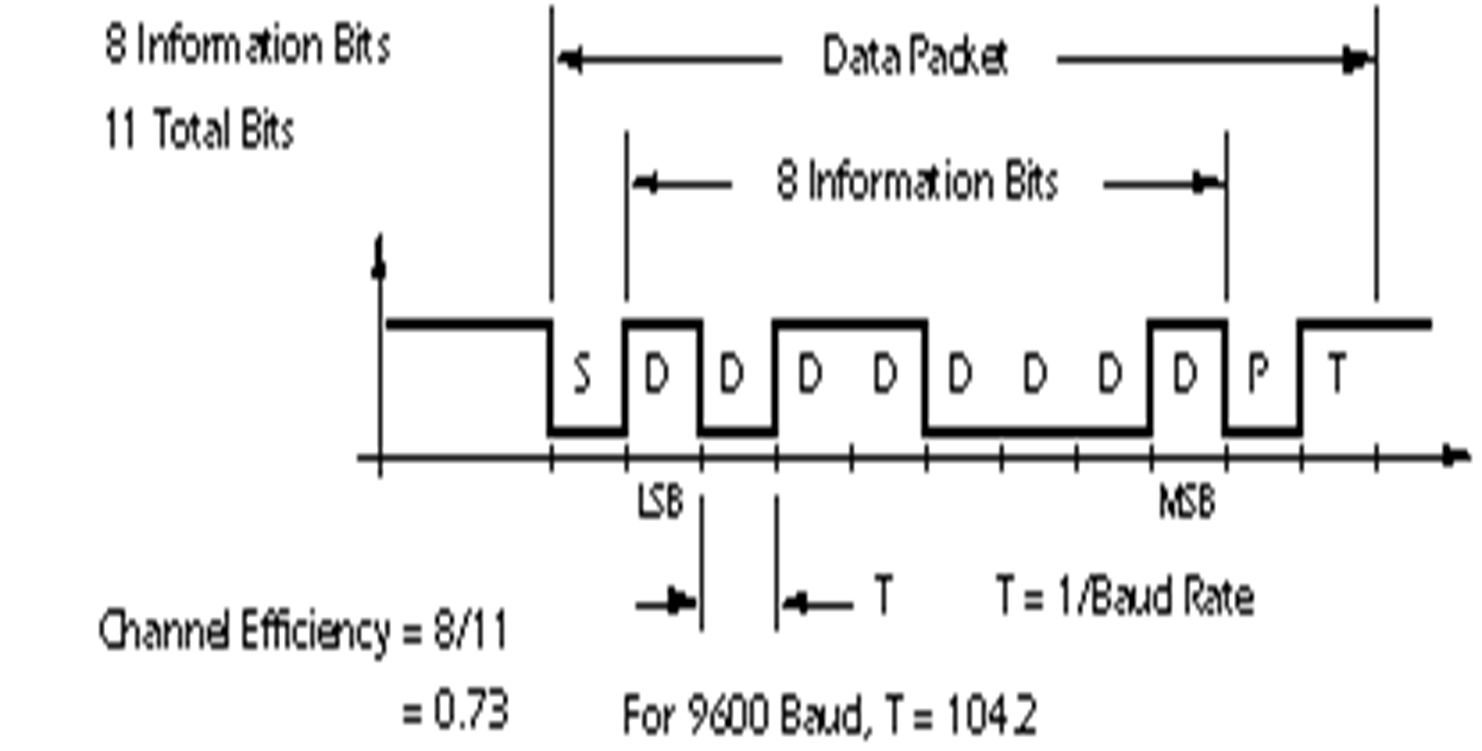 8 Information Bits
Data Packet
11 Total Bits
8 Information Bits
S D D D D D D D D P T
LSB MSB
T T = 1/Baud Rate
Channel Efficiency = 8/11
= 0.73 For 9600 Baud, T = 104.2